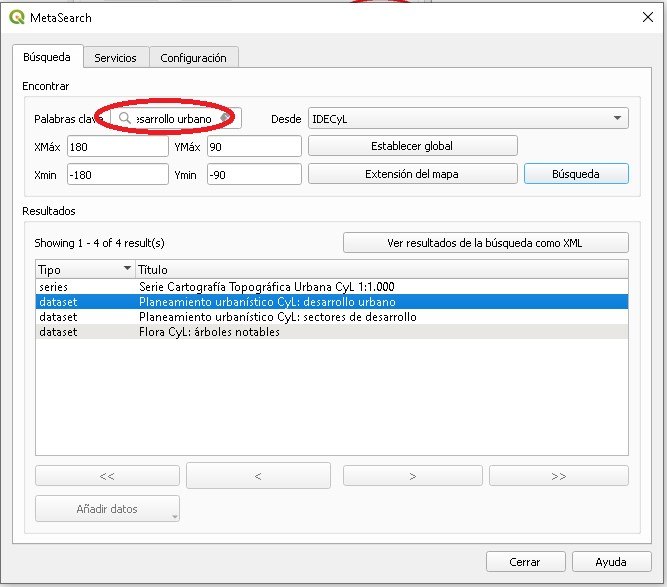 MetaSearch
Búsqueda Servicios Configuración
Encontrar
Palabras clave esarrollo urbano Desde IDECyL
XMáx 180 YMáx 90 Establecer global
Xmin -180 Ymin -90 Extensión del mapa Búsqueda
Resultados
Showing 1 - 4 of 4 result(s) Ver resultados de la búsqueda como XML
Tipo Título
series Serie Cartografía Topográfica Urbana CyL 1:1.000
dataset Planeamiento urbanístico CyL: desarrollo urbano
dataset Planeamiento urbanístico CyL: sectores de desarrollo
dataset Flora CyL: árboles notables
<< < > >>
Añadir datos
Cerrar Ayuda